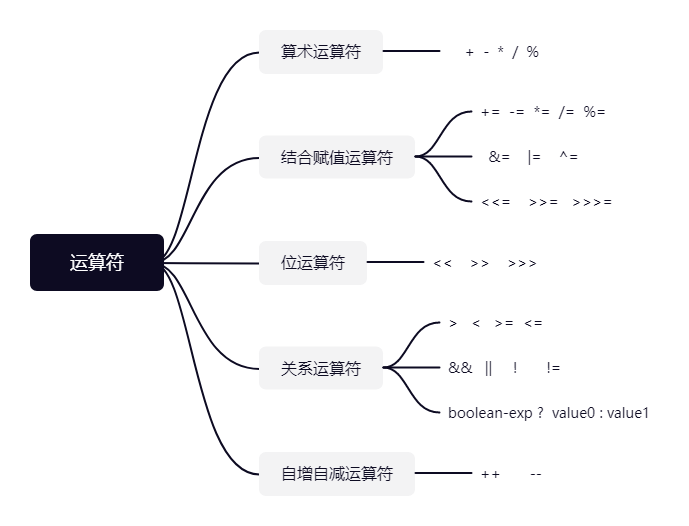 运算符
算术运算符
+ - * / %
结合赋值运算符
+= -= *= /= %=
&= |= ^=
<<= >>= >>>=
位运算符
<< >> >>>
关系运算符
> < >= <=
&& || ! !=
boolean-exp ? value0 : value1
自增自减运算符
++ --